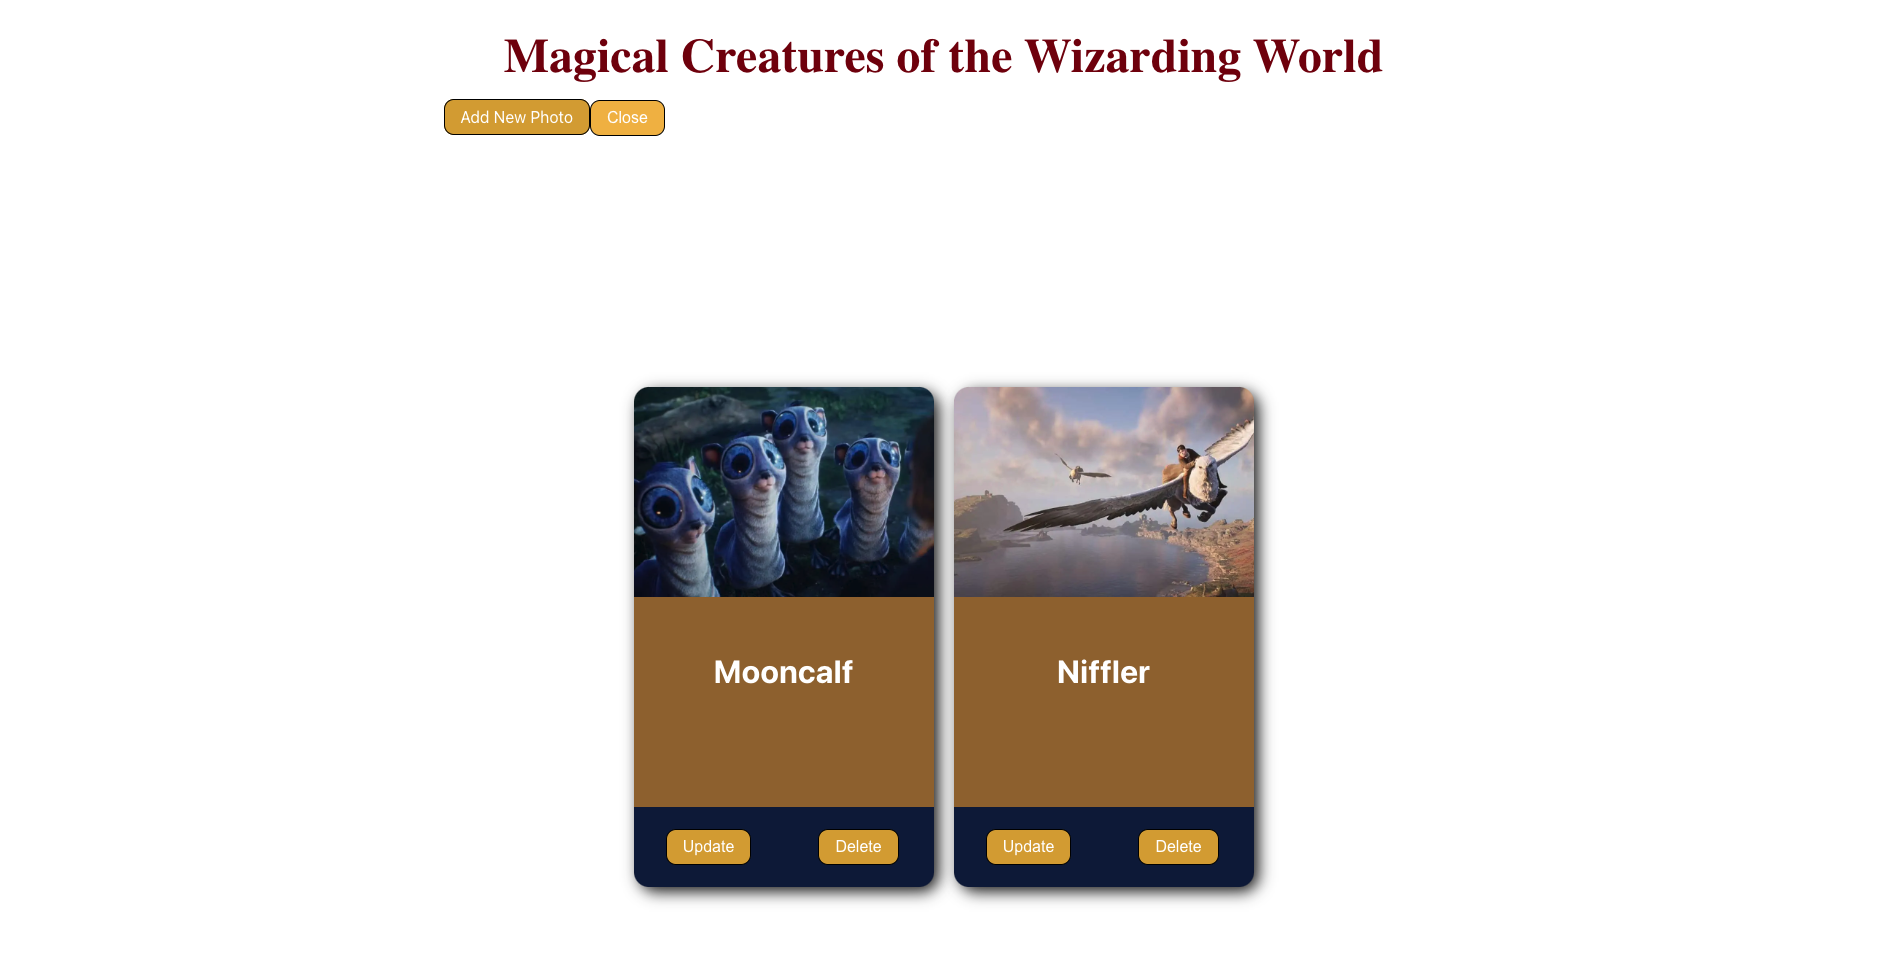 Magical Creatures of the Wizarding World
Add New Photo Close
Mooncalf Niffler
Update Delete Update Delete